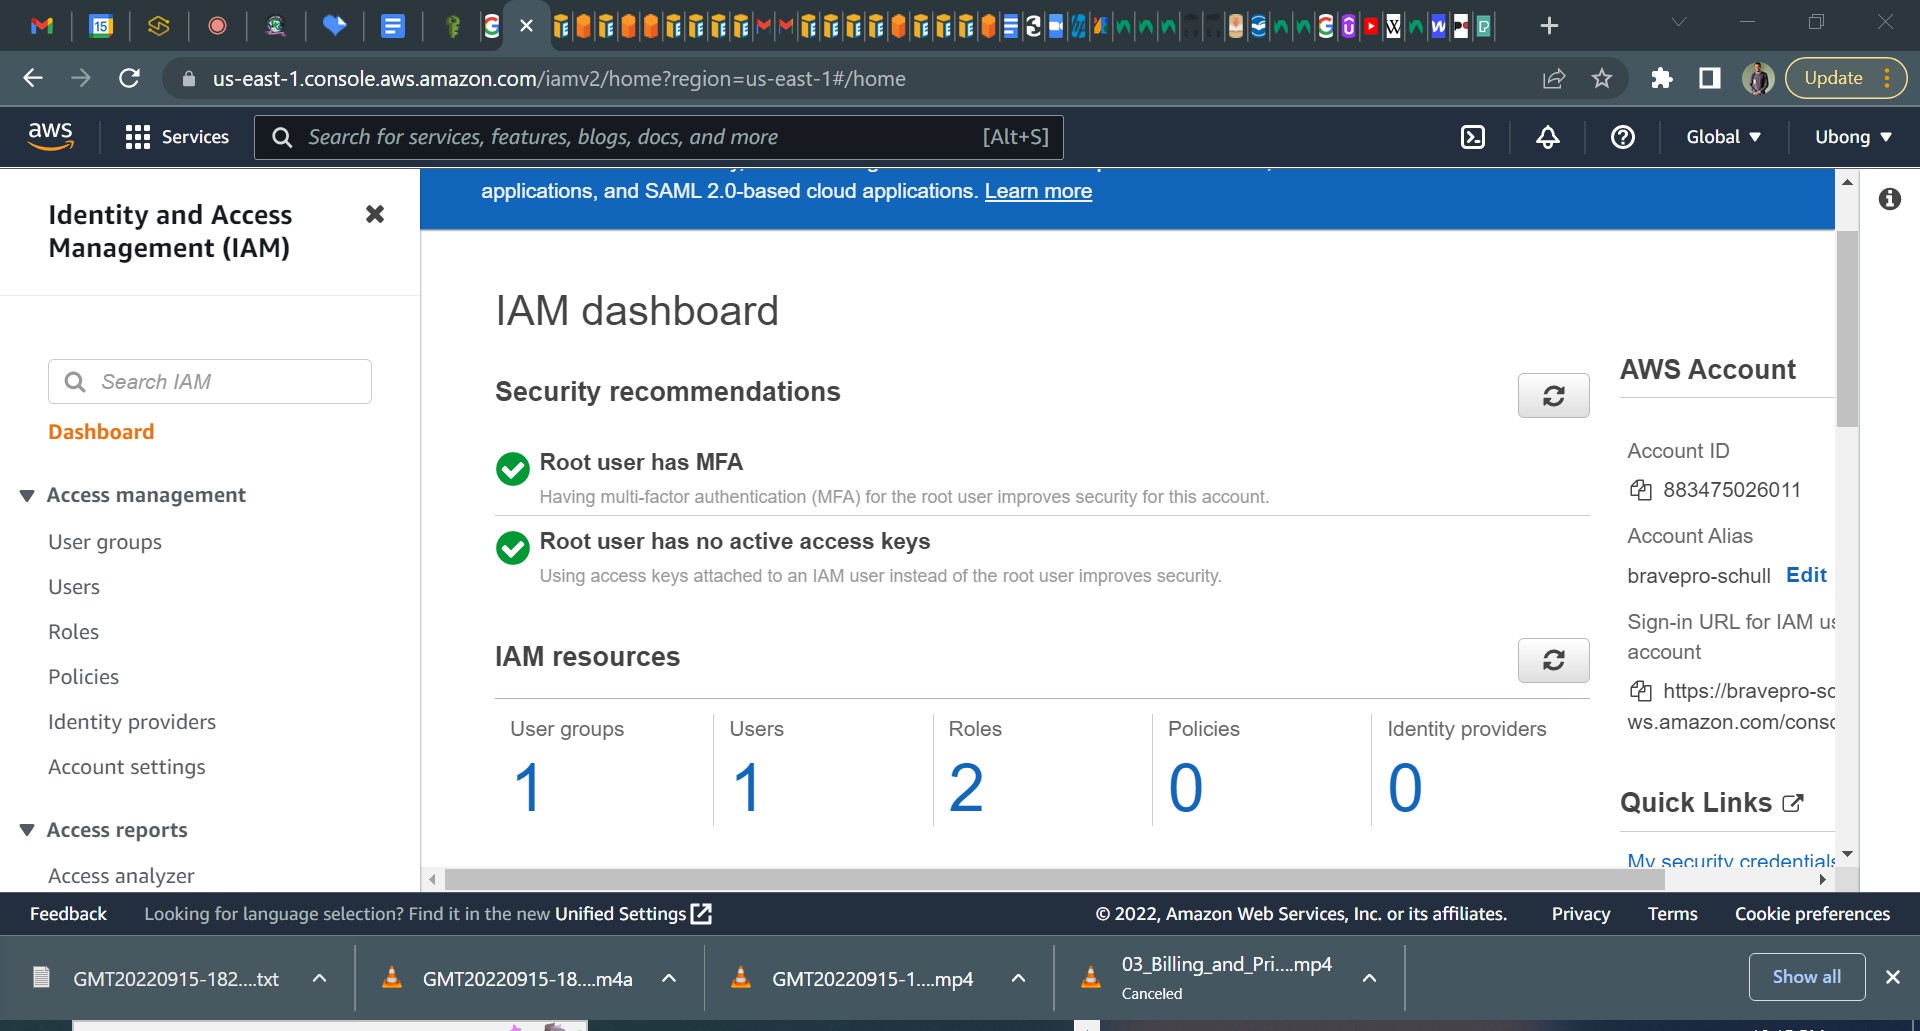 us-east-1.console.aws.amazon.com/iamv2/home?region=us-east-1#/home
Update
aws
Services
Search for services, features, blogs, docs, and more
[Alt+S]
Global
Ubong
Identity and Access
Management (IAM)
Search IAM
Dashboard
Access management
User groups
Users
Roles
Policies
Identity providers
Account settings
Access reports
Access analyzer
applications, and SAML 2.0-based cloud applications. Learn more
IAM dashboard
Security recommendations
Root user has MFA
Having multi-factor authentication (MFA) for the root user improves security for this account.
Root user has no active access keys
Using access keys attached to an IAM user instead of the root user improves security.
IAM resources
User groups
1
Users
1
Roles
2
Policies
0
Identity providers
0
AWS Account
Account ID
883475026011
Account Alias
bravepro-schull Edit
Sign-in URL for IAM us
account
https://bravepro-sc
ws.amazon.com/conso
Quick Links
My security credentials
Feedback
Looking for language selection? Find it in the new Unified Settings
© 2022, Amazon Web Services, Inc. or its affiliates.
Privacy
Terms
Cookie preferences
GMT20220915-182....txt
GMT20220915-18....m4a
GMT20220915-1....mp4
03_Billing_and_Pri....mp4
Canceled
Show all